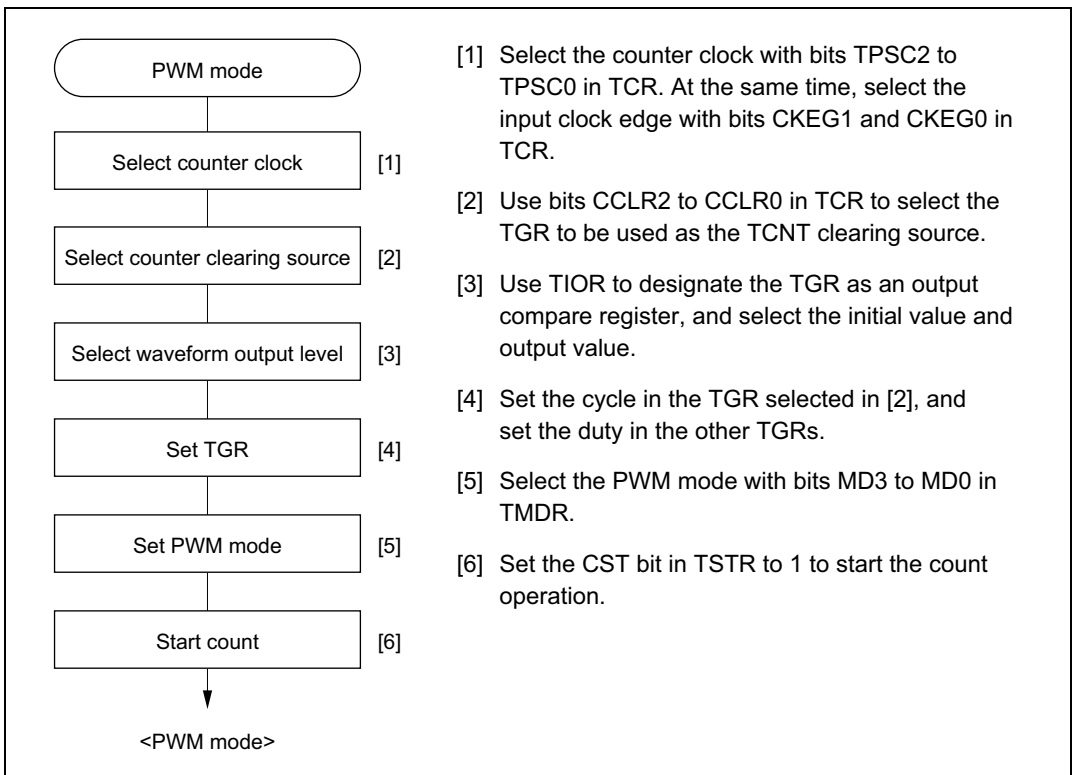 PWM mode
Select counter clock [1]
Select counter clearing source [2]
Select waveform output level [3]
Set TGR [4]
Set PWM mode [5]
Start count [6]
<PWM mode>
[1] Select the counter clock with bits TPSC2 to
TPSC0 in TCR. At the same time, select the
input clock edge with bits CKEG1 and CKEG0 in
TCR.
[2] Use bits CCLR2 to CCLR0 in TCR to select the
TGR to be used as the TCNT clearing source.
[3] Use TIOR to designate the TGR as an output
compare register, and select the initial value and
output value.
[4] Set the cycle in the TGR selected in [2], and
set the duty in the other TGRs.
[5] Select the PWM mode with bits MD3 to MD0 in
TMDR.
[6] Set the CST bit in TSTR to 1 to start the count
operation.